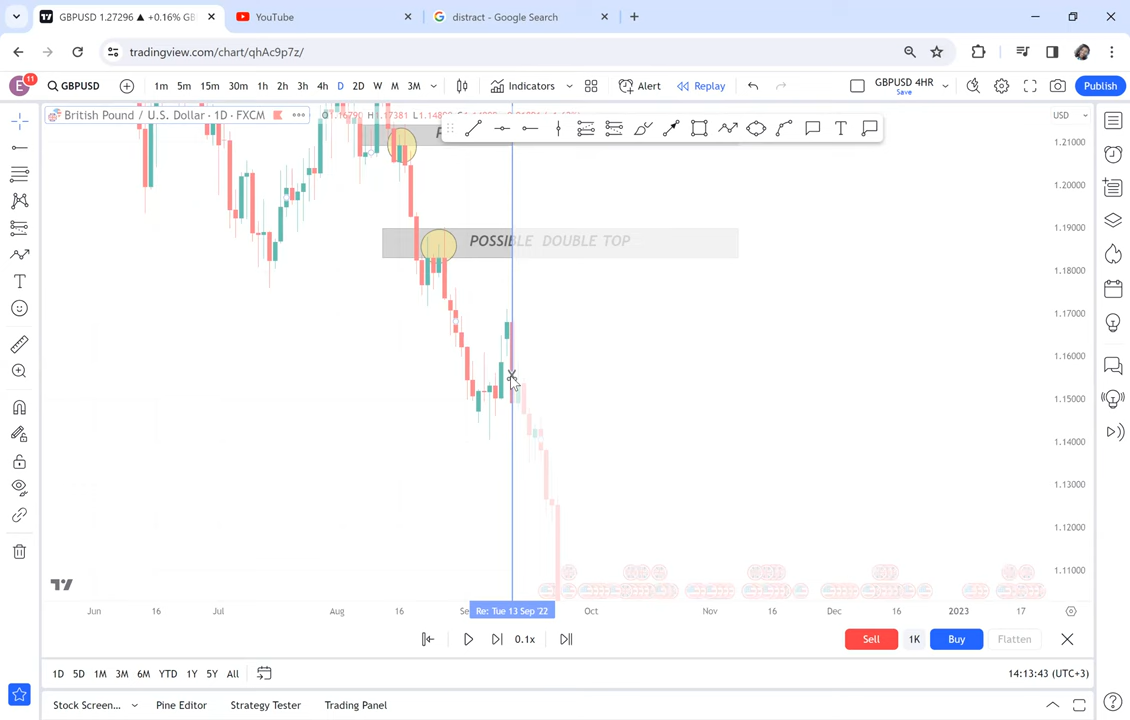 GBPUSD 1.27296 ▲ +0.16% GB
YouTube
distract - Google Search
tradingview.com/chart/qhAc9p7z/
E 11
GBPUSD
1m 5m 15m 30m 1h 2h 3h 4h D 2D W M 3M
Indicators
Alert
Replay
GBPUSD 4HR
Save
Publish
British Pound / U.S. Dollar · 1D · FXCM
USD
1.21000
1.20000
1.19000
1.18000
1.17000
1.16000
1.15000
1.14000
1.13000
1.12000
1.11000
POSSIBLE DOUBLE TOP
Jun 16 Jul Aug 16 Se Re: Tue 13 Sep '22 Oct Nov 16 Dec 16 2023 17
0.1x
Sell 1K Buy Flatten
1D 5D 1M 3M 6M YTD 1Y 5Y All
14:13:43 (UTC+3)
Stock Screen... Pine Editor Strategy Tester Trading Panel